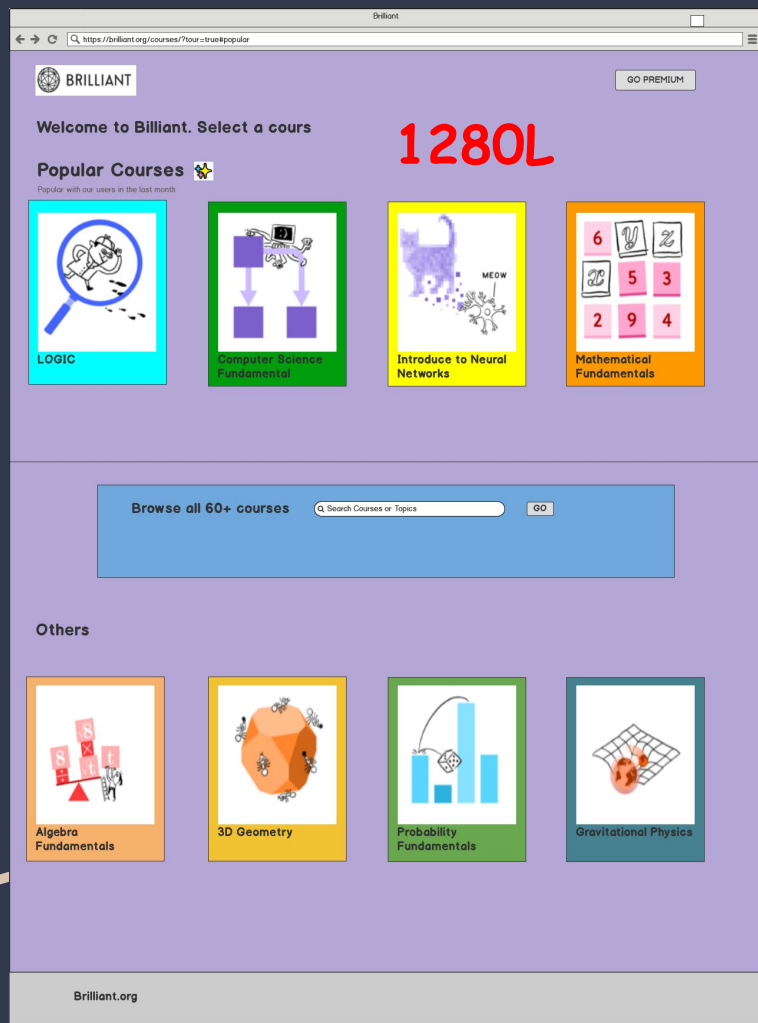 Brilliant
https://brilliant.org/courses/?tour=true#popular
BRILLIANT
GO PREMIUM
Welcome to Billiant. Select a cours
1280L
Popular Courses
Popular with our users in the last month
MEOW
6 y z
x 5 3
2 9 4
LOGIC
Computer Science
Fundamental
Introduce to Neural
Networks
Mathematical
Fundamentals
Browse all 60+ courses
Search Courses or Topics
GO
Others
8
√8
×
÷
√t
t
Algebra
Fundamentals
3D Geometry
Probability
Fundamentals
Gravitational Physics
Brilliant.org